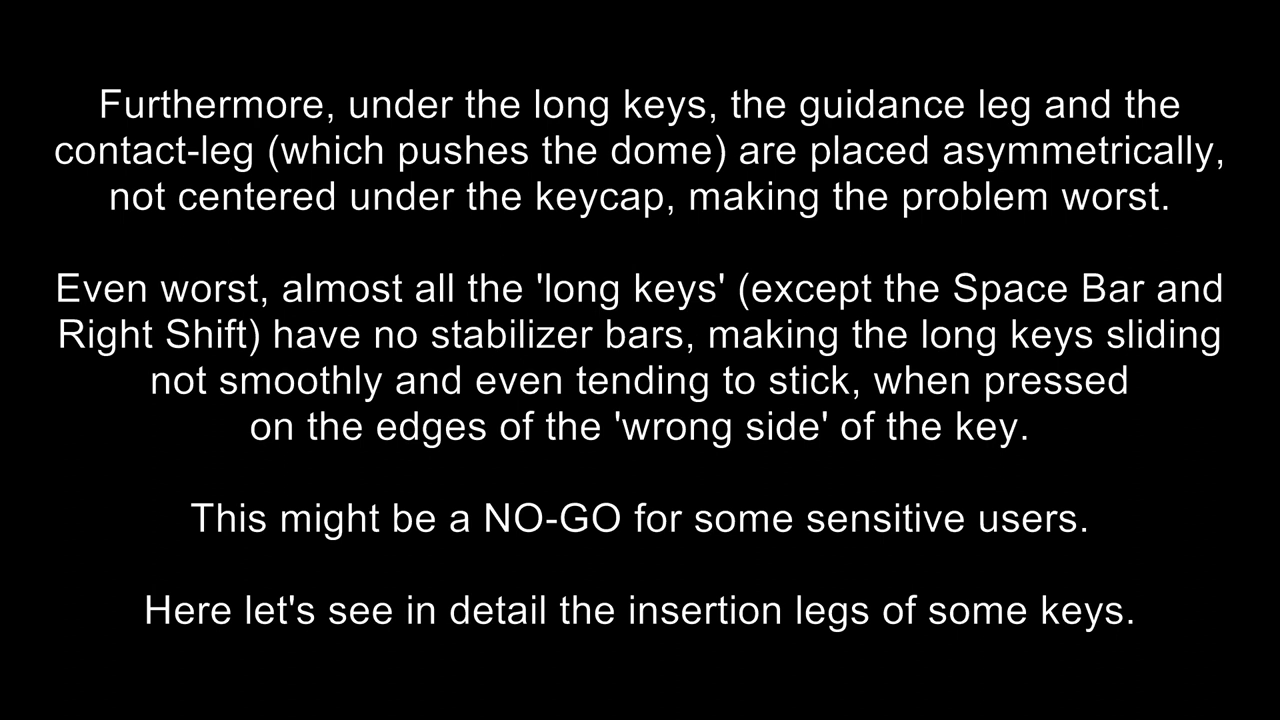 Furthermore, under the long keys, the guidance leg and the
contact-leg (which pushes the dome) are placed asymmetrically,
not centered under the keycap, making the problem worst.
Even worst, almost all the 'long keys' (except the Space Bar and
Right Shift) have no stabilizer bars, making the long keys sliding
not smoothly and even tending to stick, when pressed
on the edges of the 'wrong side' of the key.
This might be a NO-GO for some sensitive users.
Here let's see in detail the insertion legs of some keys.